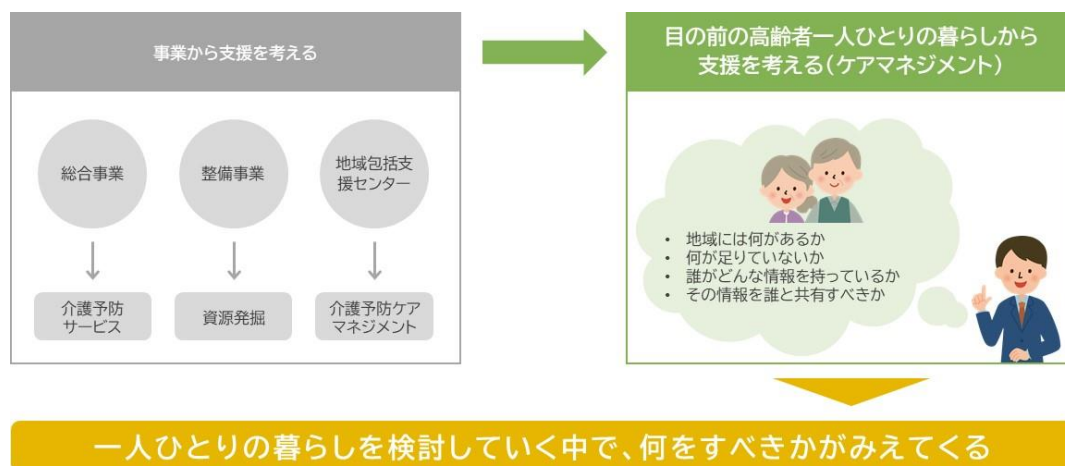 事業から支援を考える
総合事業
整備事業
地域包括支
援センター
介護予防
サービス
資源発掘
介護予防ケア
マネジメント
目の前の高齢者一人ひとりの暮らしから
支援を考える(ケアマネジメント)
• 地域には何があるか
• 何が足りていないか
• 誰がどんな情報を持っているか
• その情報を誰と共有すべきか
一人ひとりの暮らしを検討していく中で、何をすべきかがみえてくる